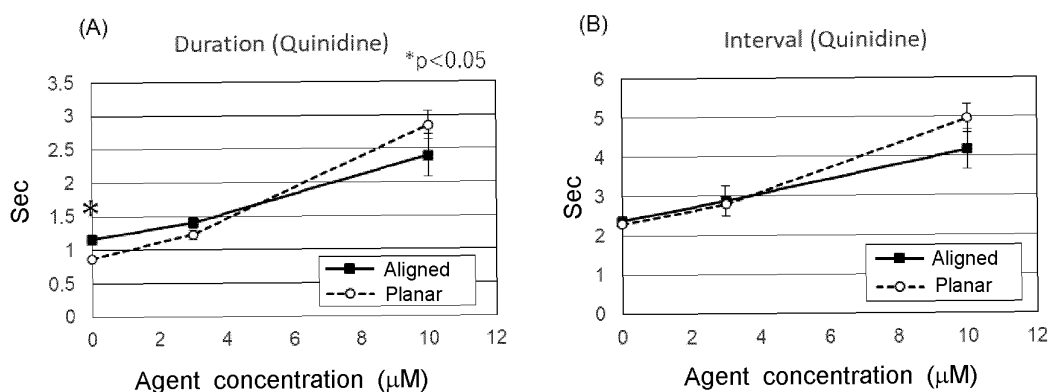 (A)
Duration (Quinidine)
*p<0.05
3.5
3
2.5
2
1.5
1
0.5
0
Sec
*
Aligned
Planar
0 2 4 6 8 10 12
Agent concentration (μM)
(B)
Interval (Quinidine)
6
5
4
3
2
1
0
Sec
Aligned
Planar
0 2 4 6 8 10 12
Agent concentration (μM)